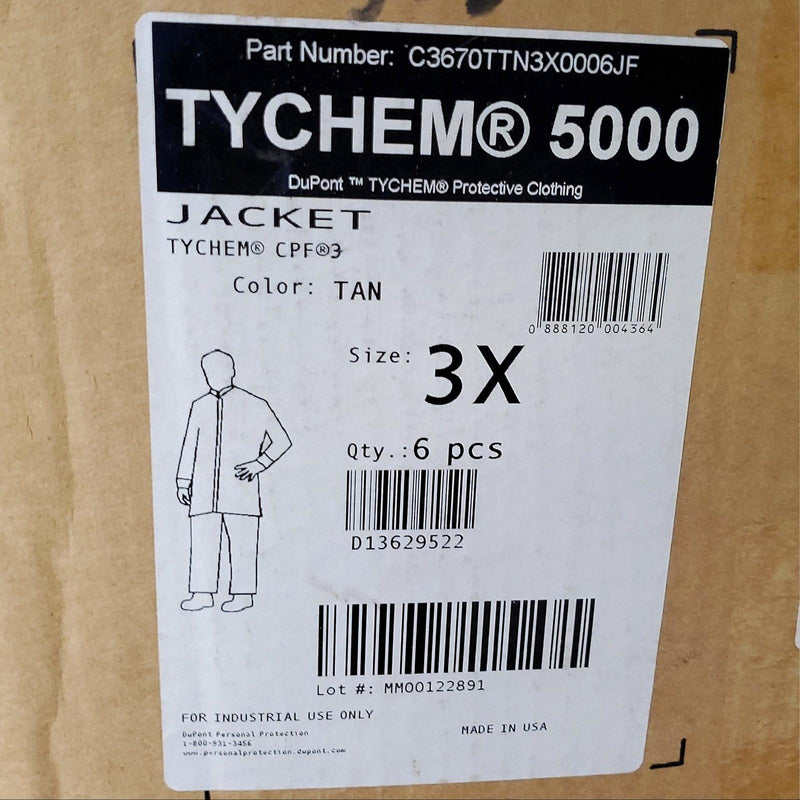 Part Number: C3670TTN3X0006JF
TYCHEM® 5000
DuPont ™ TYCHEM® Protective Clothing
JACKET
TYCHEM® CPF®3
Color: TAN
0 888120 004364
Size: 3X
Qty.: 6 pcs
D13629522
Lot #: MM00122891
FOR INDUSTRIAL USE ONLY
DuPont Personal Protection
1-800-931-3456
www.personalprotection.dupont.com
MADE IN USA